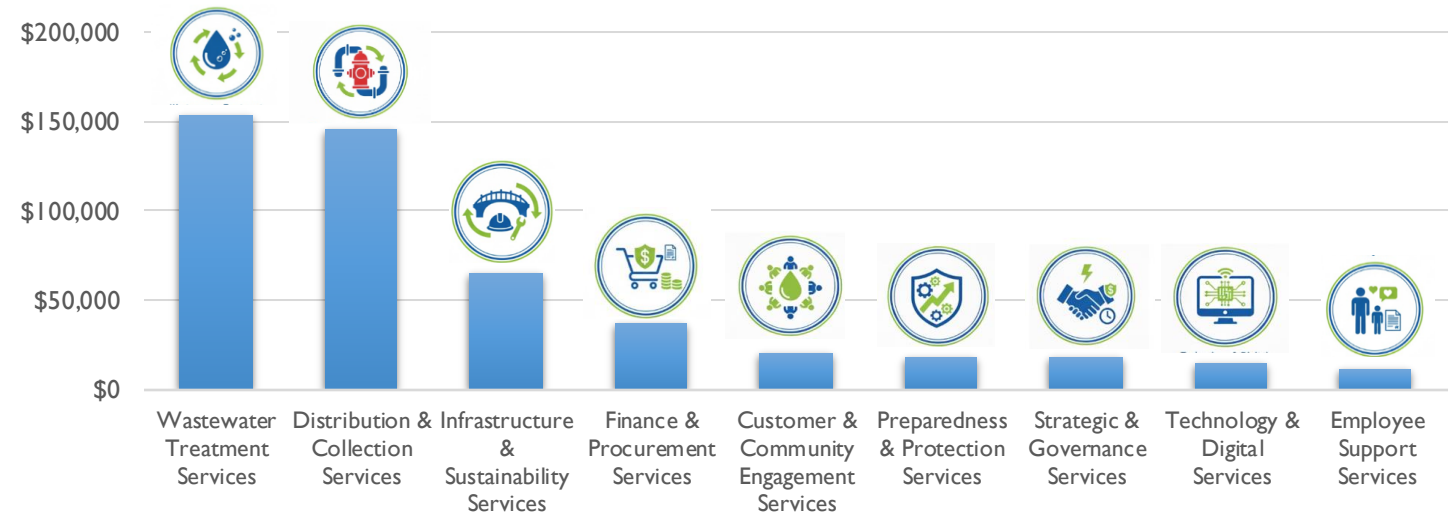 $200,000
$150,000
$100,000
$50,000
$0
Wastewater
Treatment
Services
Distribution &
Collection
Services
Infrastructure
&
Sustainability
Services
Finance &
Procurement
Services
Customer &
Community
Engagement
Services
Preparedness
& Protection
Services
Strategic &
Governance
Services
Technology &
Digital
Services
Employee
Support
Services